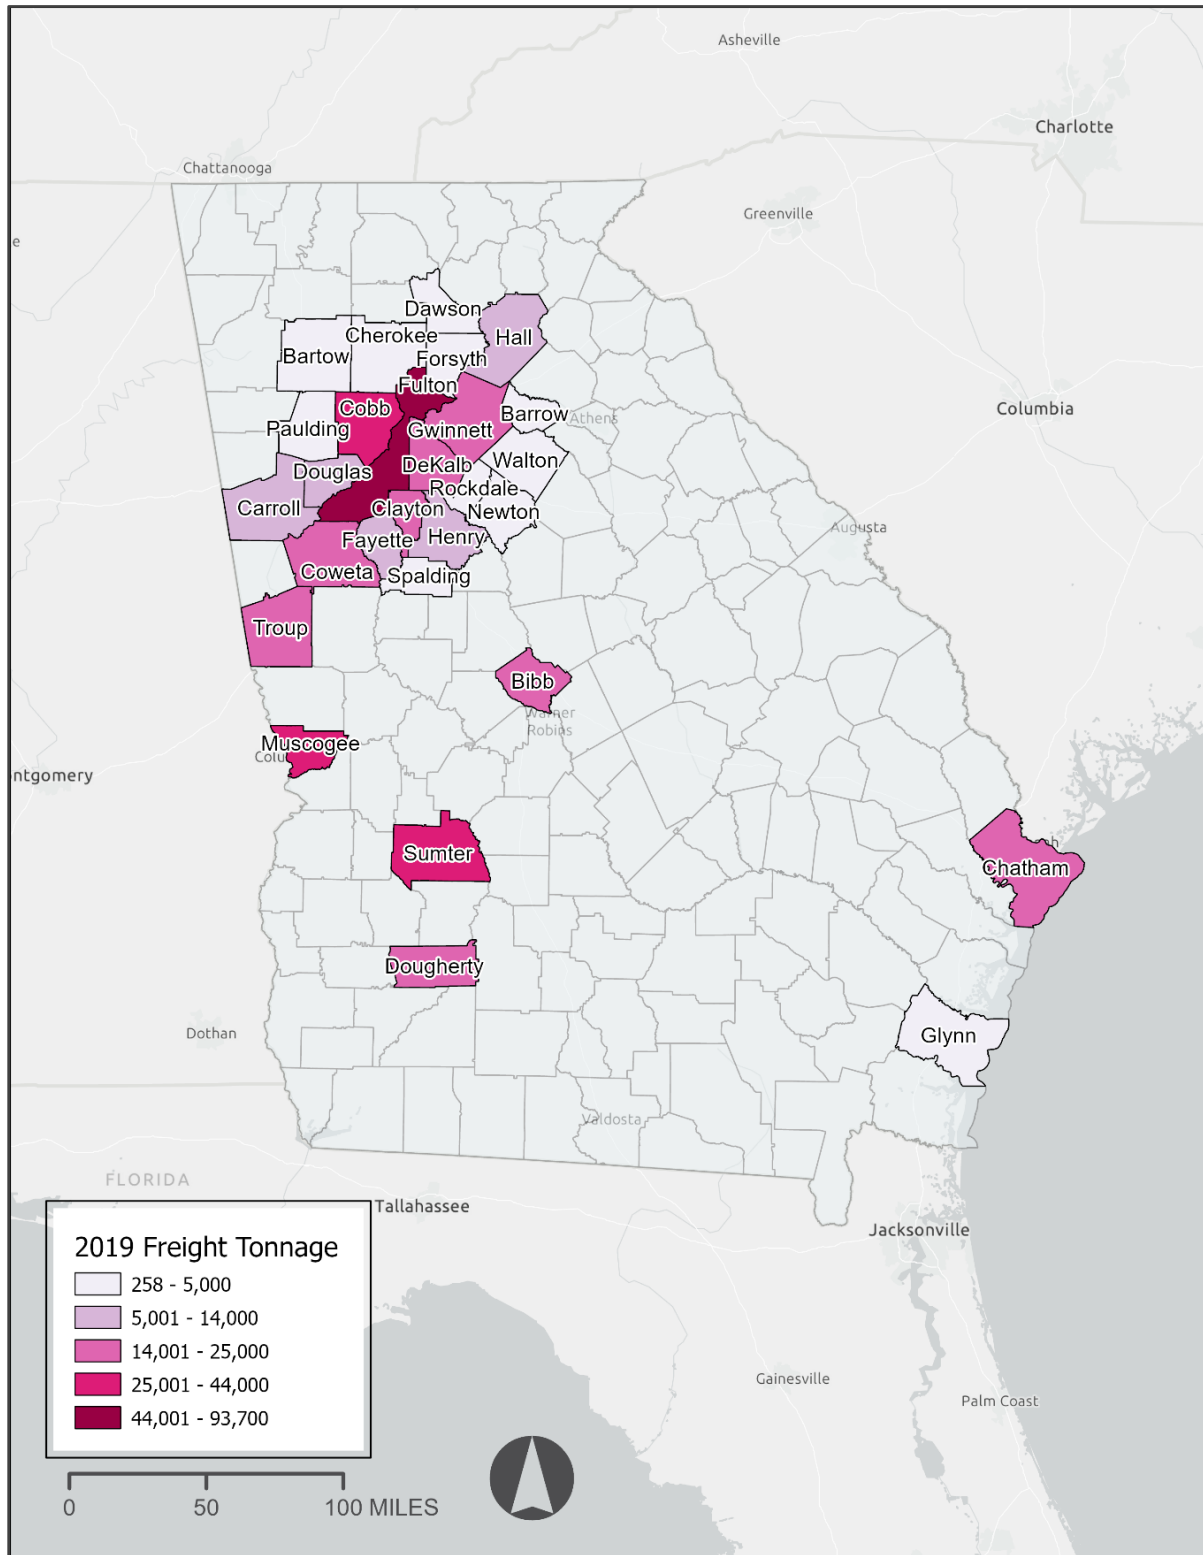 Asheville
Charlotte
Chattanooga
Greenville
e
Dawson
Hall
Cherokee
Bartow
Forsyth
Fulton
Cobb
Barrow
Athens
Columbia
Paulding
Gwinnett
Walton
Douglas
DeKalb
Rockdale
Carroll
Clayton
Newton
Augusta
Fayette
Henry
Coweta
Spalding
Troup
Bibb
Warner
Robins
Muscogee
Colu
ntgomery
Sumter
ah
Chatham
Dougherty
Dothan
Glynn
Valdosta
FLORIDA
Tallahassee
Jacksonville
2019 Freight Tonnage
258 - 5,000
5,001 - 14,000
14,001 - 25,000
25,001 - 44,000
44,001 - 93,700
Gainesville
Palm Coast
0 50 100 MILES